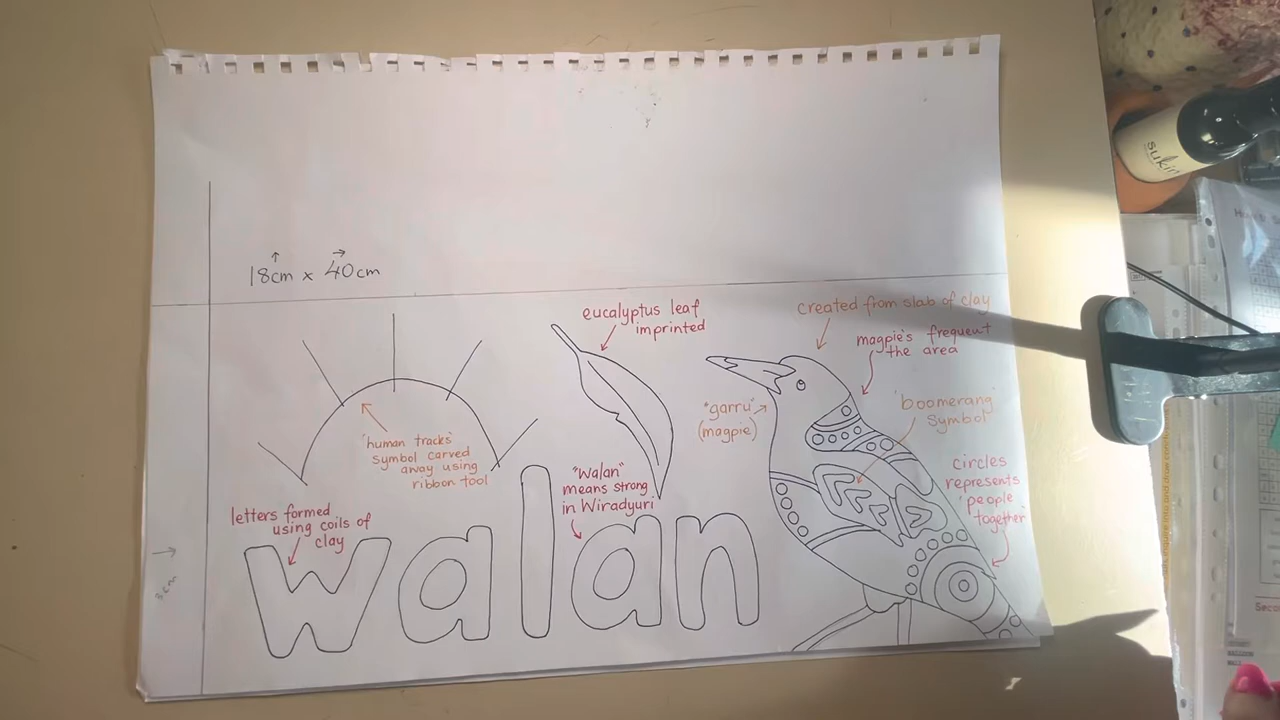 18cm x 40cm
eucalyptus leaf
imprinted
created from slab of clay
magpie's frequent
the area
"garru"
(magpie)
'boomerang'
symbol
'human tracks'
symbol carved
away using
ribbon tool
"walan"
means strong
in Wiradyuri
circles
represents
'people
together'
letters formed
using coils of
clay
walan
sukin